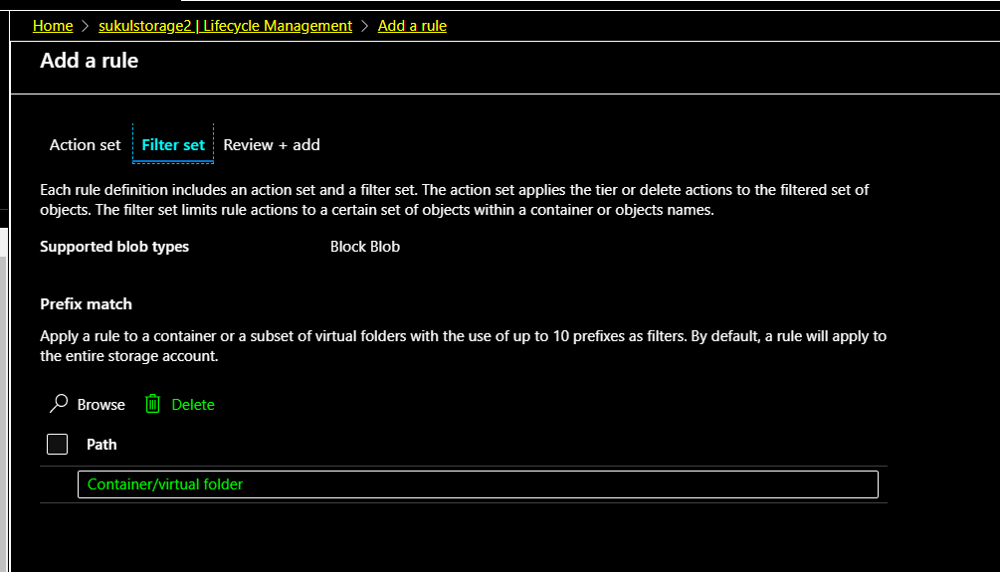 Home > sukulstorage2 | Lifecycle Management > Add a rule
Add a rule
Action set Filter set Review + add
Each rule definition includes an action set and a filter set. The action set applies the tier or delete actions to the filtered set of
objects. The filter set limits rule actions to a certain set of objects within a container or objects names.
Supported blob types Block Blob
Prefix match
Apply a rule to a container or a subset of virtual folders with the use of up to 10 prefixes as filters. By default, a rule will apply to
the entire storage account.
Browse Delete
Path
Container/virtual folder